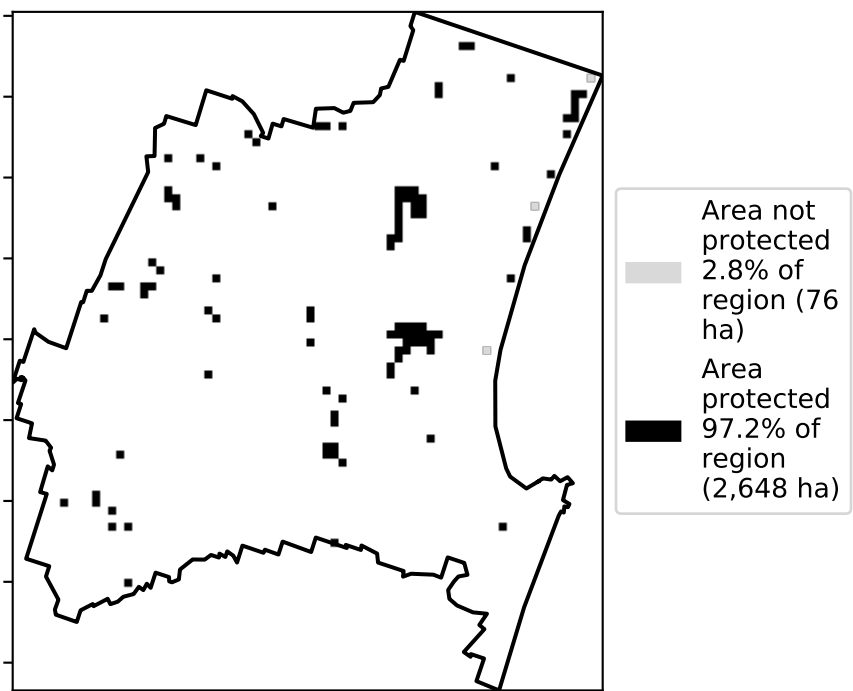 Area not
protected
2.8% of
region (76
ha)
Area
protected
97.2% of
region
(2,648 ha)